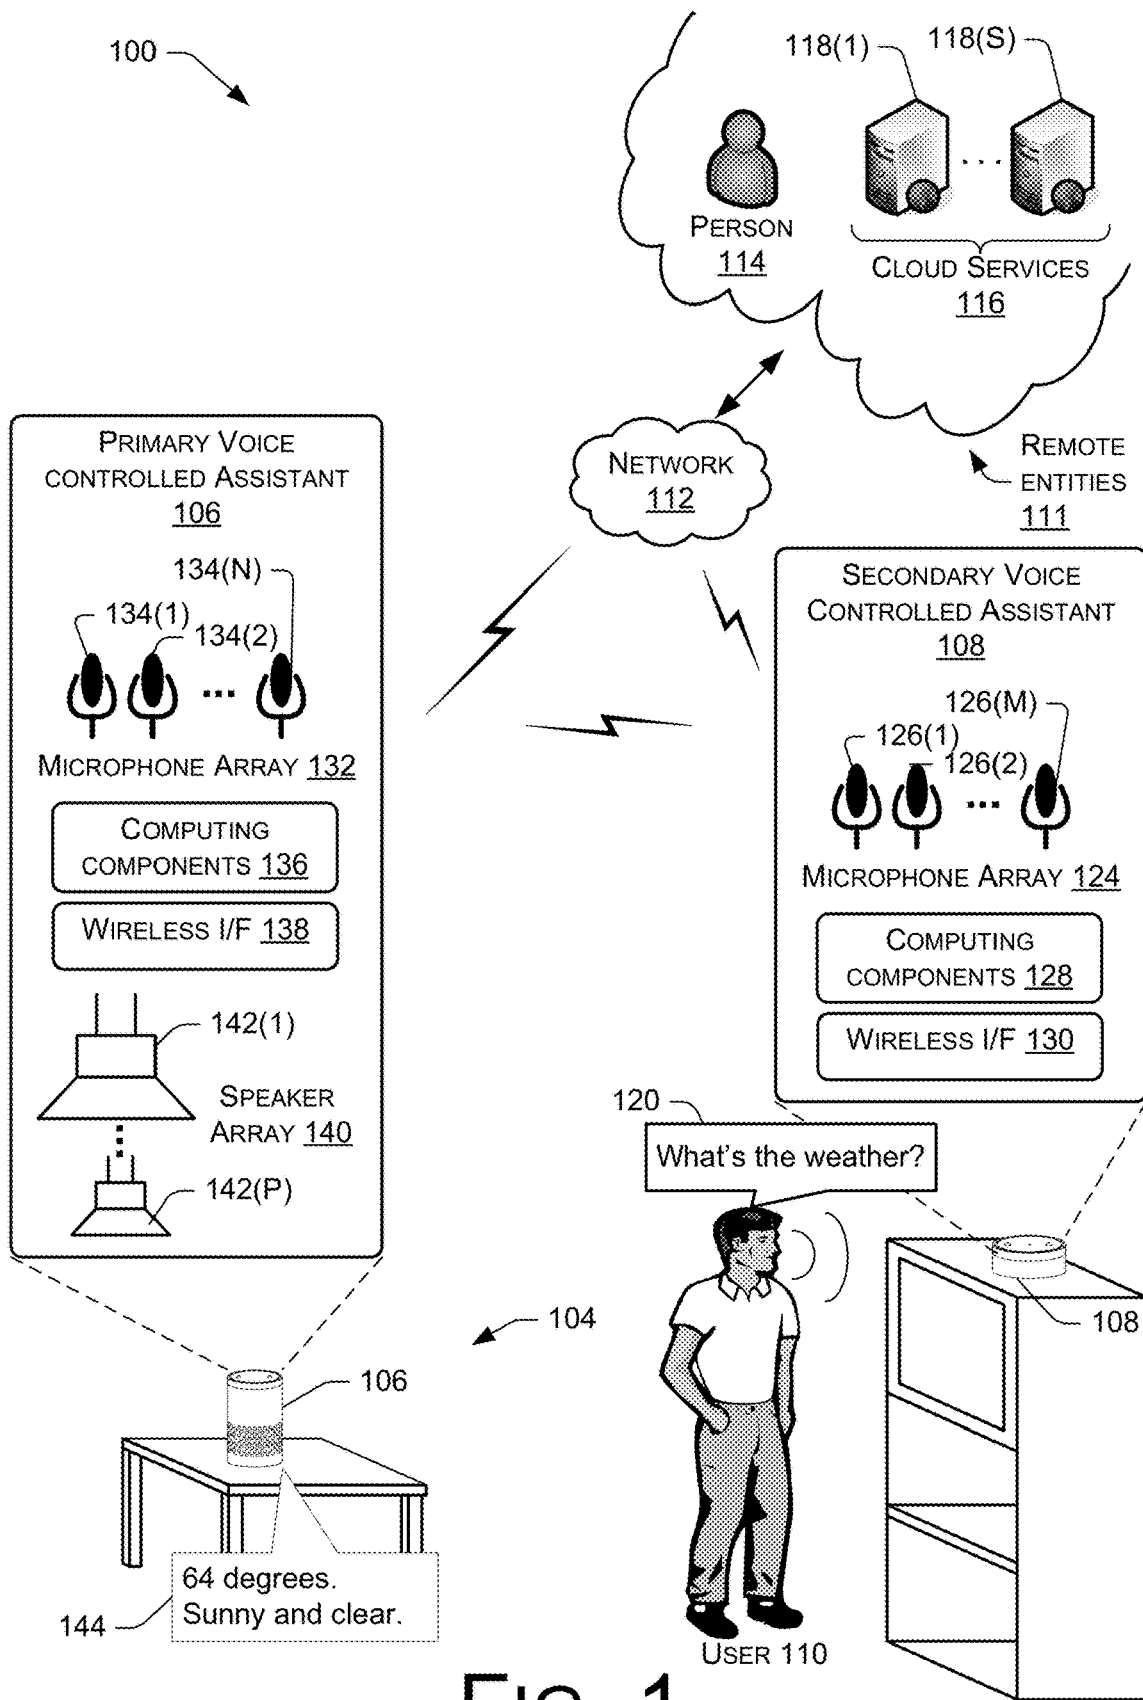 100
118(1)
118(S)
PERSON
114
CLOUD SERVICES
116
NETWORK
112
REMOTE
ENTITIES
111
PRIMARY VOICE
CONTROLLED ASSISTANT
106
134(N)
134(1)
134(2)
...
MICROPHONE ARRAY 132
COMPUTING
COMPONENTS 136
WIRELESS I/F 138
142(1)
SPEAKER
ARRAY 140
142(P)
SECONDARY VOICE
CONTROLLED ASSISTANT
108
126(M)
126(1)
126(2)
...
MICROPHONE ARRAY 124
COMPUTING
COMPONENTS 128
WIRELESS I/F 130
120
What's the weather?
108
104
106
64 degrees.
Sunny and clear.
144
USER 110
FIG. 1